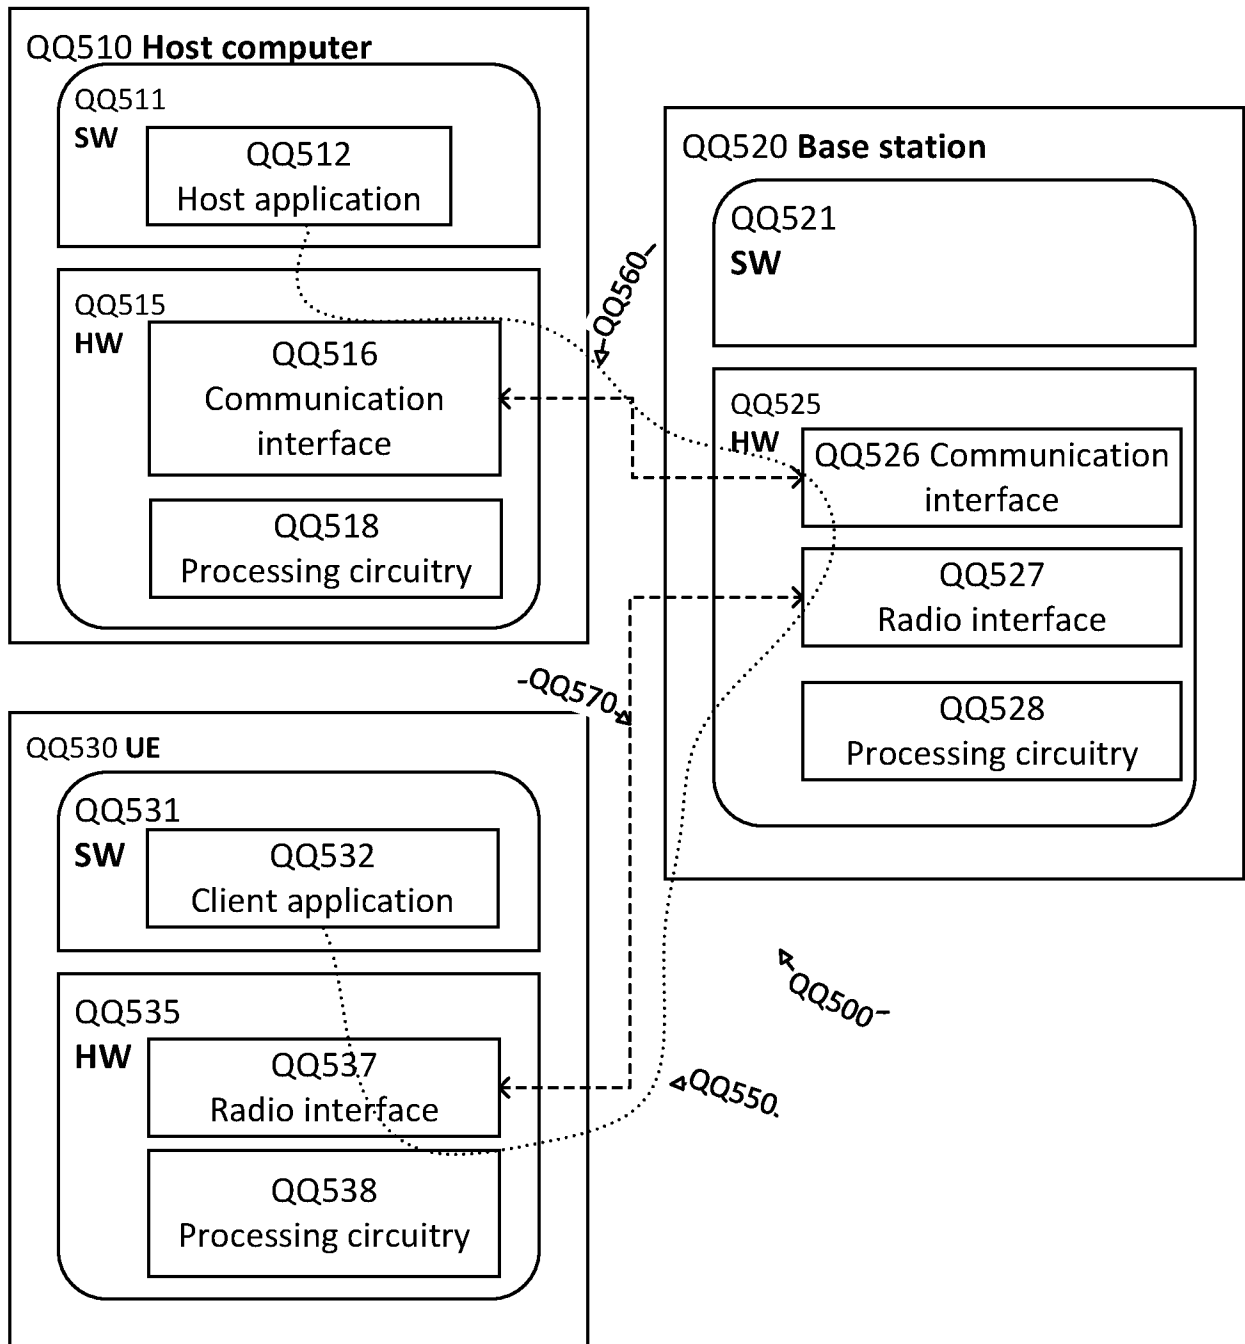 QQ510 Host computer
QQ511
SW
QQ512
Host application
QQ515
HW
QQ516
Communication
interface
QQ518
Processing circuitry
QQ560
QQ520 Base station
QQ521
SW
QQ525
HW
QQ526 Communication
interface
QQ527
Radio interface
QQ528
Processing circuitry
QQ570
QQ530 UE
QQ531
SW
QQ532
Client application
QQ535
HW
QQ537
Radio interface
QQ538
Processing circuitry
QQ500
QQ550